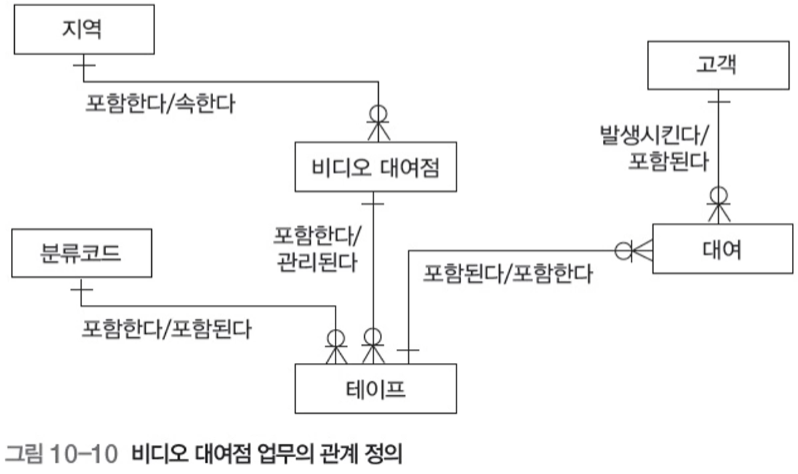 지역
포함한다/속한다
고객
발생시킨다/
포함된다
비디오 대여점
분류코드
포함한다/
관리된다
대여
포함된다/포함한다
포함한다/포함된다
테이프
그림 10-10 비디오 대여점 업무의 관계 정의